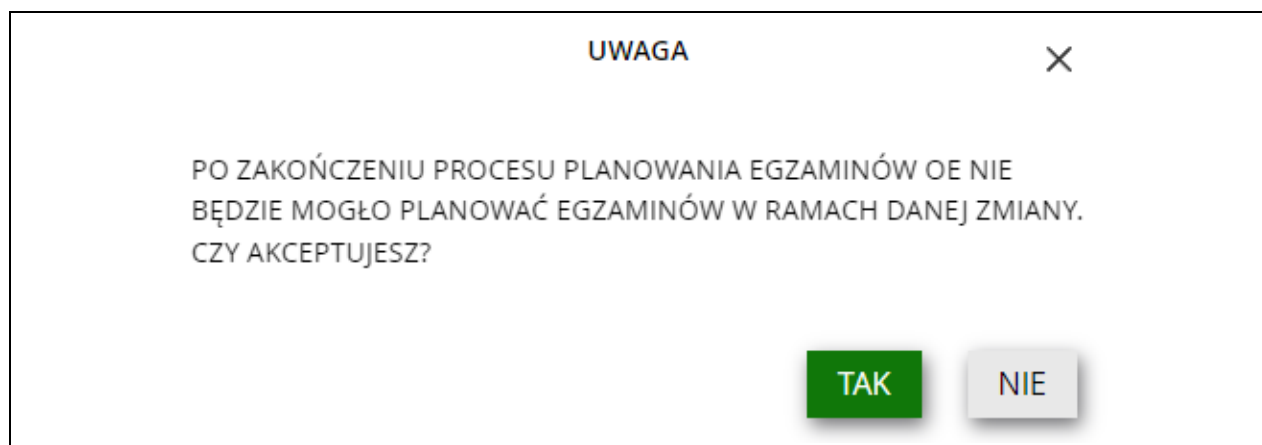 UWAGA
PO ZAKOŃCZENIU PROCESU PLANOWANIA EGZAMINÓW OE NIE
BĘDZIE MOGŁO PLANOWAĆ EGZAMINÓW W RAMACH DANEJ ZMIANY.
CZY AKCEPTUJESZ?
TAK NIE